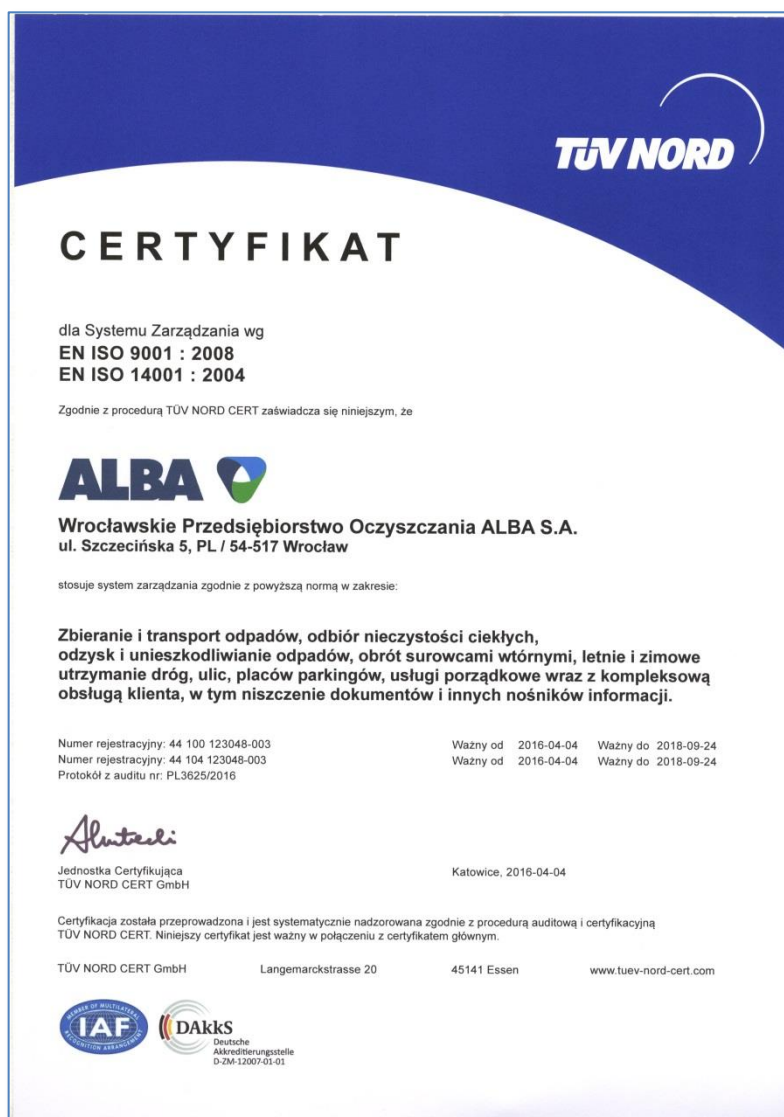 TÜV NORD
CERTYFIKAT
dla Systemu Zarządzania wg
EN ISO 9001 : 2008
EN ISO 14001 : 2004
Zgodnie z procedurą TÜV NORD CERT zaświadcza się niniejszym, że
ALBA
Wrocławskie Przedsiębiorstwo Oczyszczania ALBA S.A.
ul. Szczecińska 5, PL / 54-517 Wrocław
stosuje system zarządzania zgodnie z powyższą normą w zakresie:
Zbieranie i transport odpadów, odbiór nieczystości ciekłych,
odzysk i unieszkodliwianie odpadów, obrót surowcami wtórnymi, letnie i zimowe
utrzymanie dróg, ulic, placów parkingów, usługi porządkowe wraz z kompleksową
obsługą klienta, w tym niszczenie dokumentów i innych nośników informacji.
Numer rejestracyjny: 44 100 123048-003 Ważny od 2016-04-04 Ważny do 2018-09-24
Numer rejestracyjny: 44 104 123048-003 Ważny od 2016-04-04 Ważny do 2018-09-24
Protokół z auditu nr: PL3625/2016
Jednostka Certyfikująca Katowice, 2016-04-04
TÜV NORD CERT GmbH
Certyfikacja została przeprowadzona i jest systematycznie nadzorowana zgodnie z procedurą auditową i certyfikacyjną
TÜV NORD CERT. Niniejszy certyfikat jest ważny w połączeniu z certyfikatem głównym.
TÜV NORD CERT GmbH Langemarckstrasse 20 45141 Essen www.tuev-nord-cert.com
MEMBER OF MULTILATERAL
IAF
RECOGNITION ARRANGEMENT
DAkkS
Deutsche
Akkreditierungsstelle
D-ZM-12007-01-01